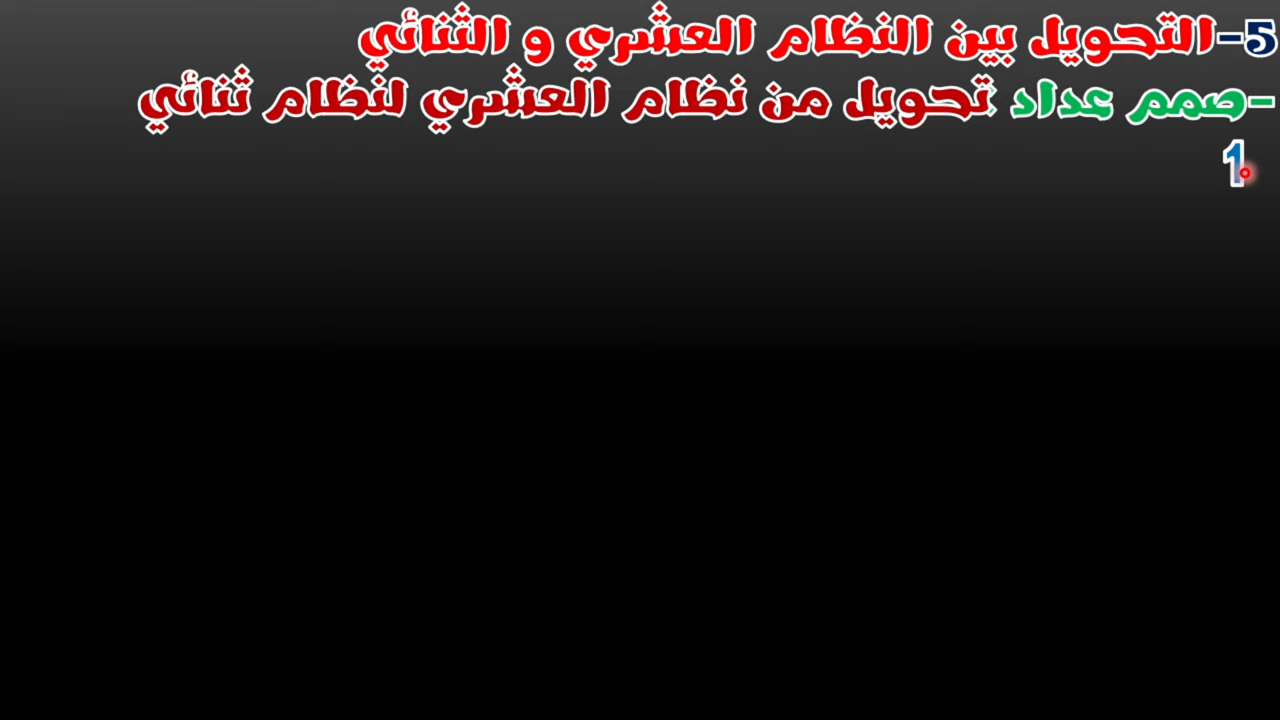 5-التحويل بين النظام العشري و الثنائي
-صمم عداد تحويل من نظام العشري لنظام ثنائي
1